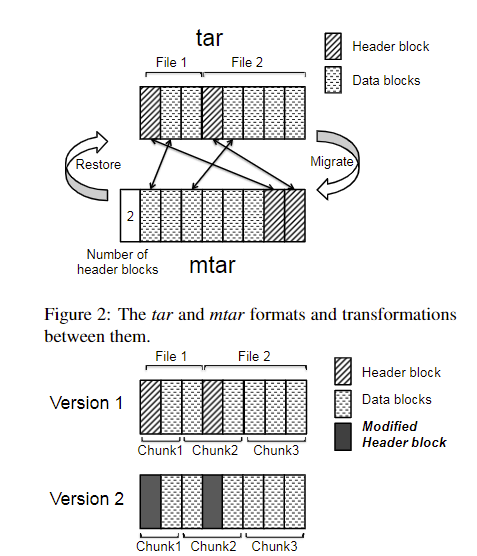 tar
File 1 File 2
Header block
Data blocks
Restore
Migrate
2
Number of
header blocks
mtar
Figure 2: The tar and mtar formats and transformations
between them.
File 1 File 2
Header block
Data blocks
Modified
Header block
Version 1
Chunk1 Chunk2 Chunk3
Version 2
Chunk1 Chunk2 Chunk3